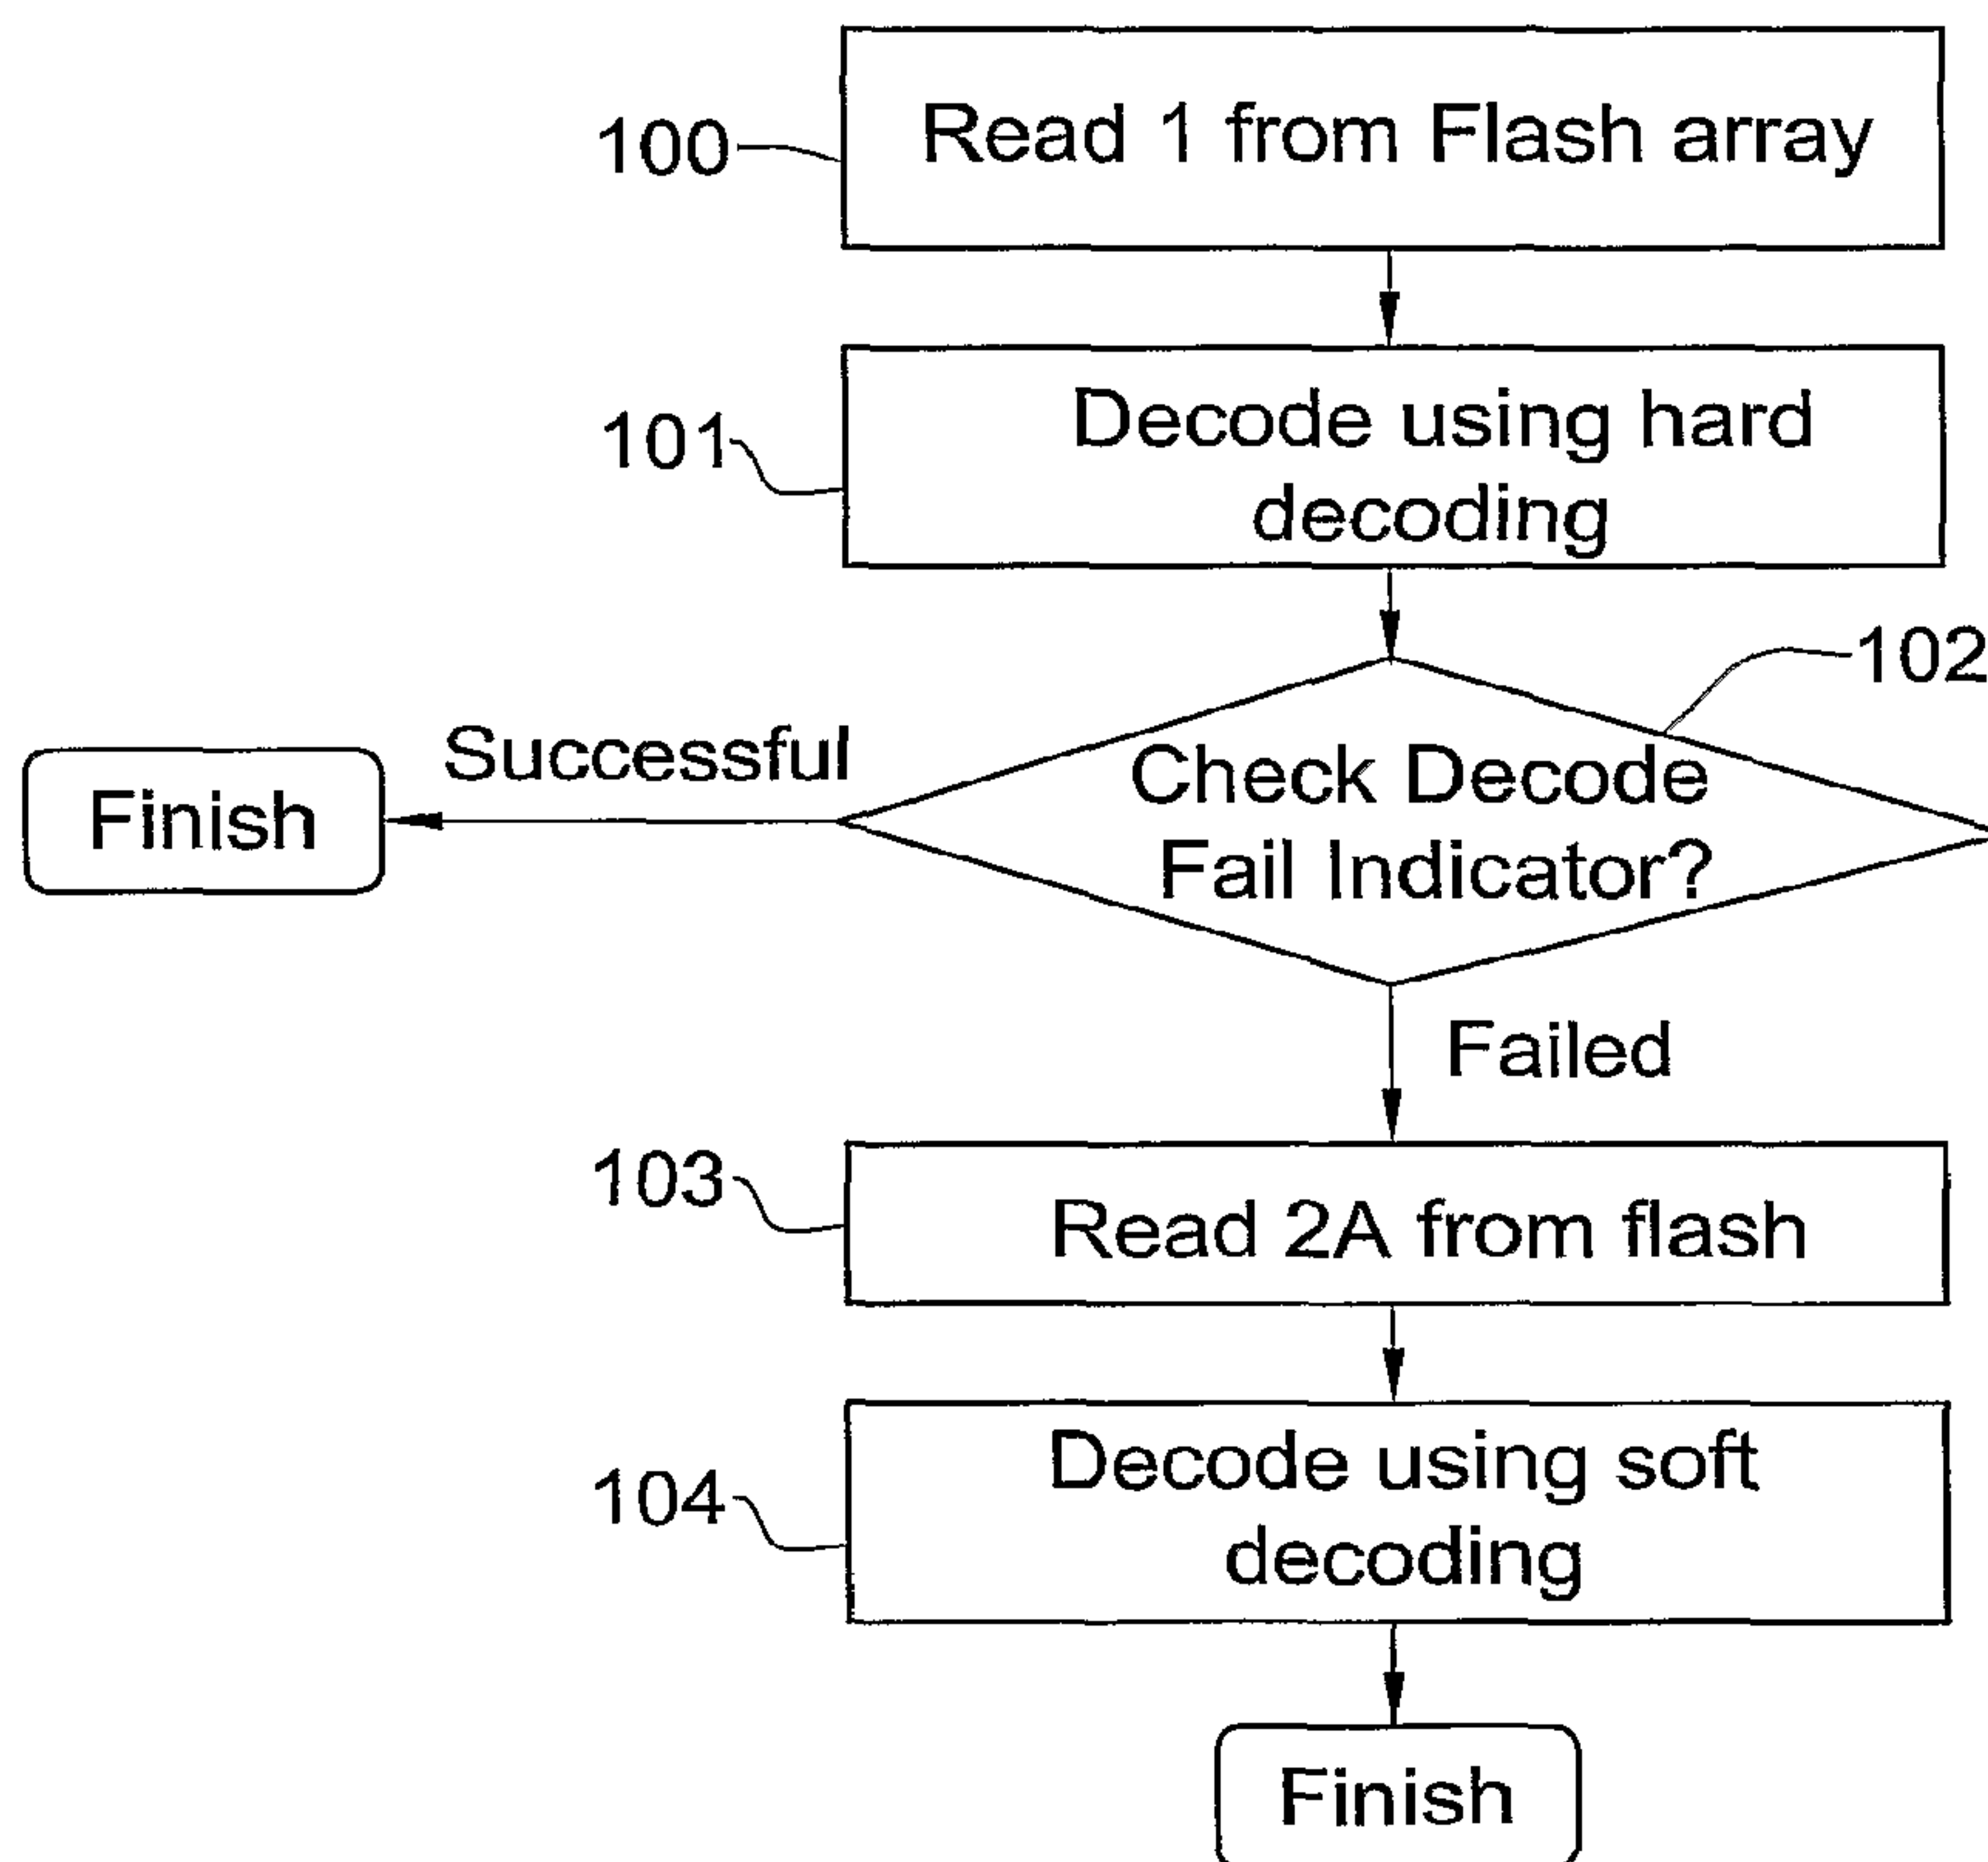 100
Read 1 from Flash array
101
Decode using hard
decoding
102
Successful
Check Decode
Fail Indicator?
Finish
Failed
103
Read 2A from flash
104
Decode using soft
decoding
Finish